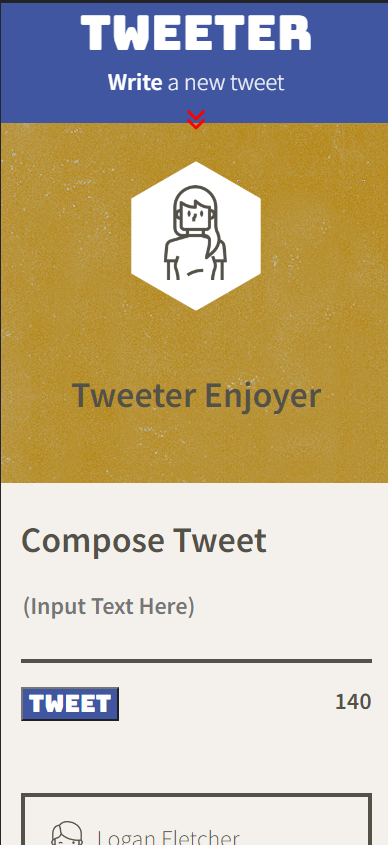 TWEETER
Write a new tweet
Tweeter Enjoyer
Compose Tweet
(Input Text Here)
TWEET
140
Logan Fletcher